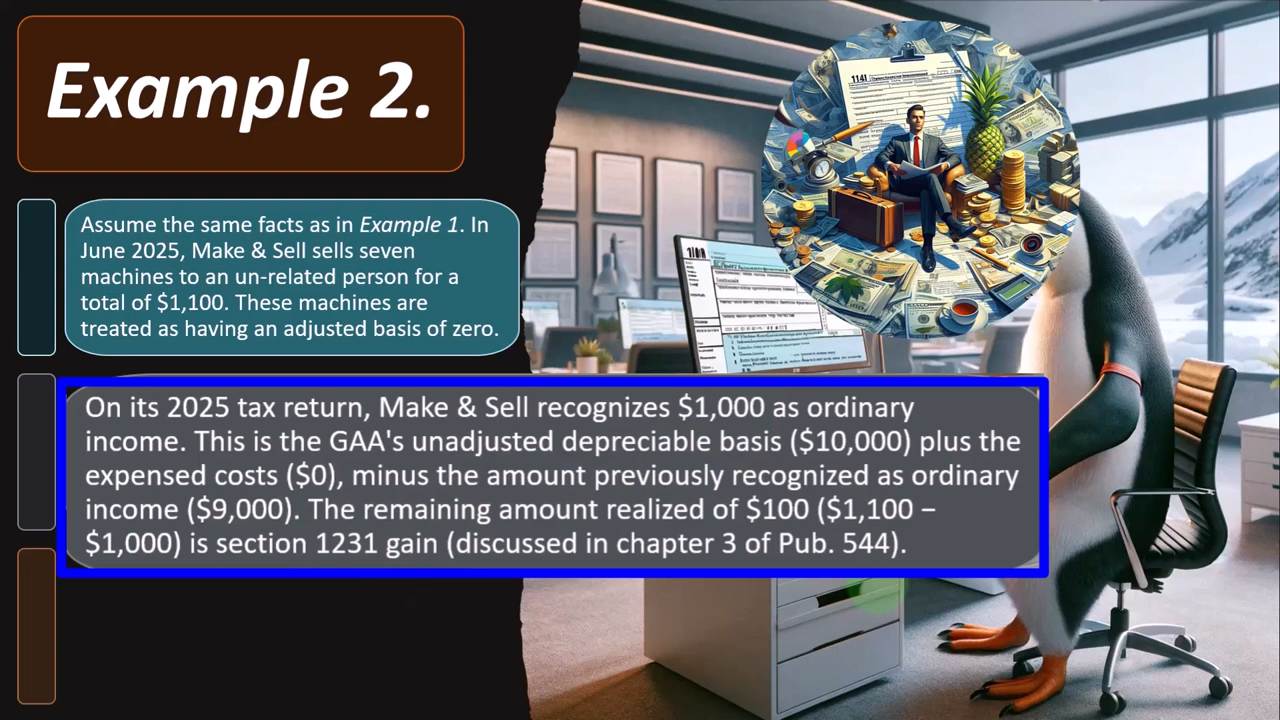 Example 2.
Assume the same facts as in Example 1. In
June 2025, Make & Sell sells seven
machines to an un-related person for a
total of $1,100. These machines are
treated as having an adjusted basis of zero.
On its 2025 tax return, Make & Sell recognizes $1,000 as ordinary
income. This is the GAA's unadjusted depreciable basis ($10,000) plus the
expensed costs ($0), minus the amount previously recognized as ordinary
income ($9,000). The remaining amount realized of $100 ($1,100 −
$1,000) is section 1231 gain (discussed in chapter 3 of Pub. 544).
1141